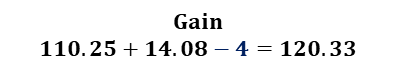 Gain
110.25 + 14.08 − 4 = 120.33